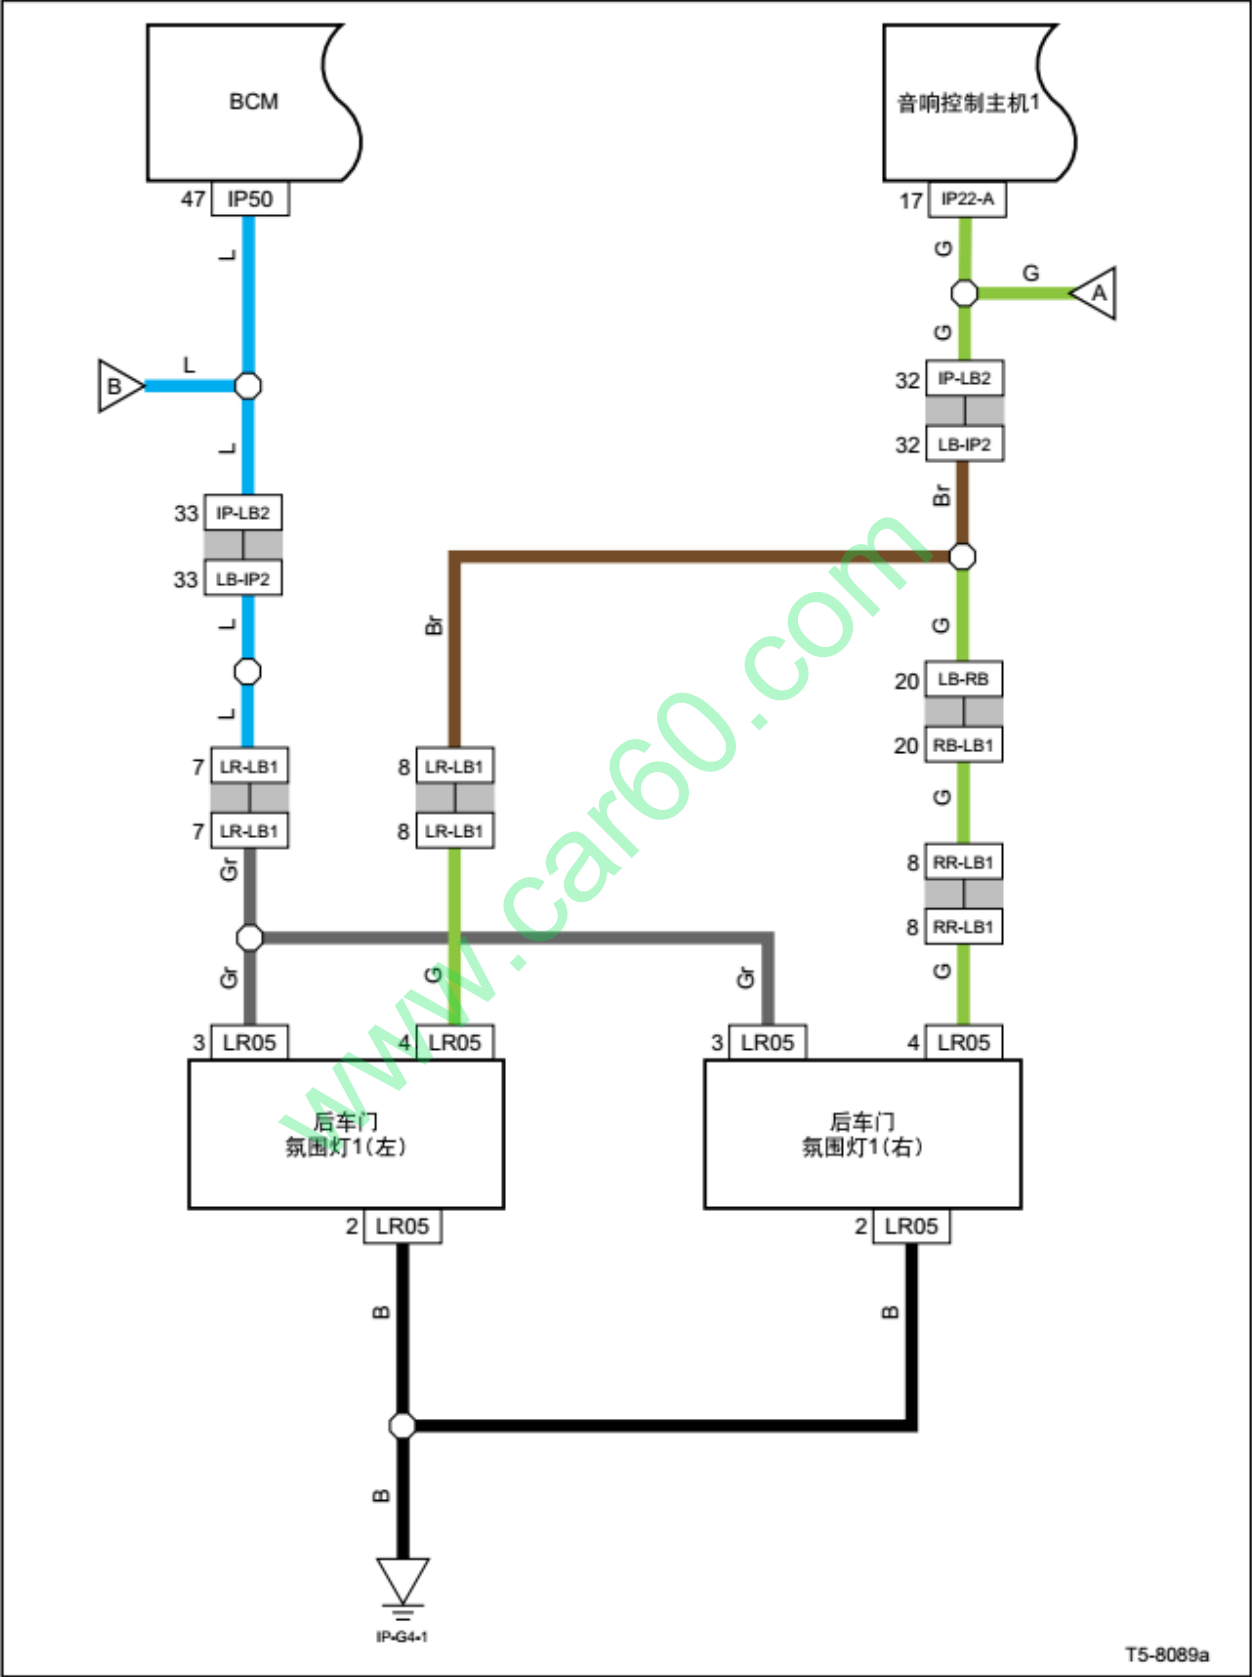 BCM
音响控制主机1
47 IP50
17 IP22-A
L
G
G
A
G
L
B
32 IP-LB2
32 LB-IP2
L
Br
33 IP-LB2
33 LB-IP2
L
Br
G
20 LB-RB
L
20 RB-LB1
7 LR-LB1
8 LR-LB1
G
7 LR-LB1
8 LR-LB1
8 RR-LB1
Gr
8 RR-LB1
Gr
G
Gr
G
3 LR05
4 LR05
3 LR05
4 LR05
后车门
氛围灯1(左)
后车门
氛围灯1(右)
2 LR05
2 LR05
B
B
B
IP-G4-1
T5-8089a
www.car60.com